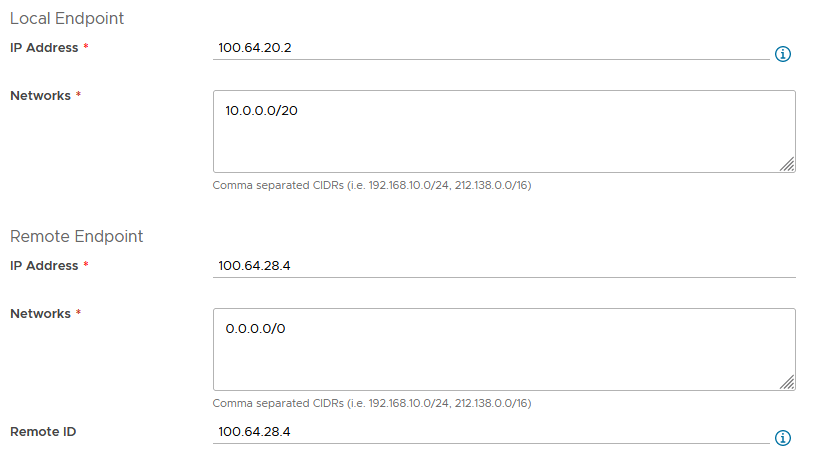 Local Endpoint
IP Address *
100.64.20.2
Networks *
10.0.0.0/20
Comma separated CIDRs (i.e. 192.168.10.0/24, 212.138.0.0/16)
Remote Endpoint
IP Address *
100.64.28.4
Networks *
0.0.0.0/0
Comma separated CIDRs (i.e. 192.168.10.0/24, 212.138.0.0/16)
Remote ID
100.64.28.4